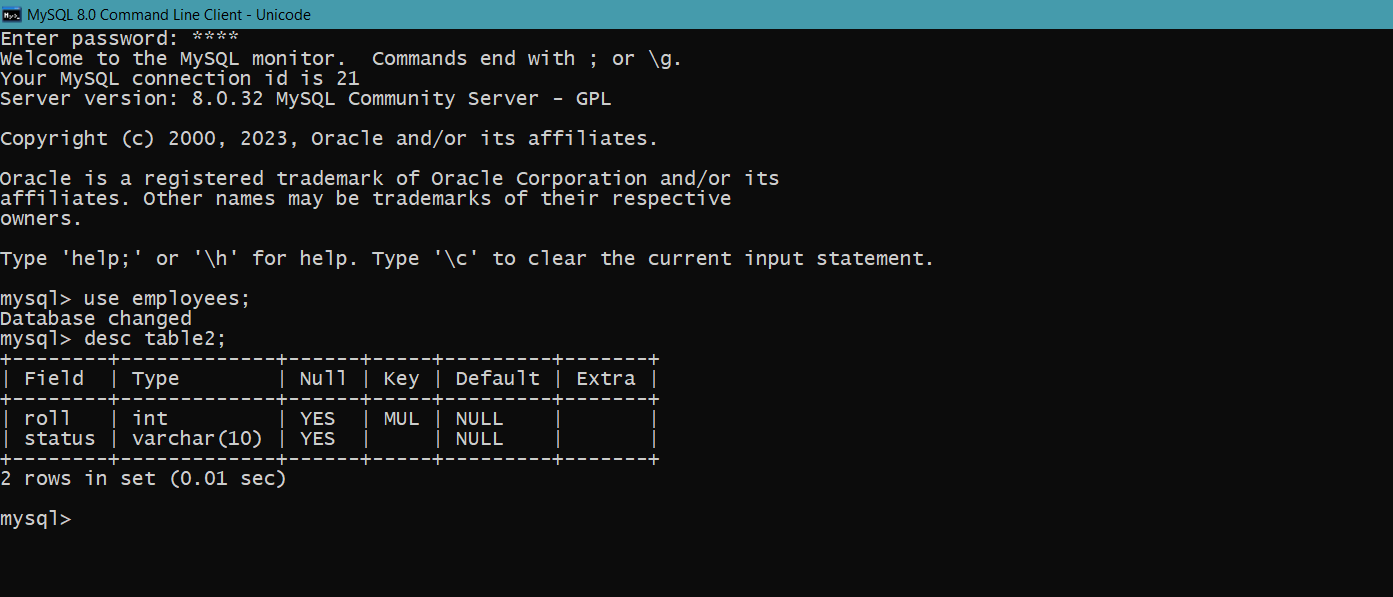 MySQL 8.0 Command Line Client - Unicode
Enter password: ****
Welcome to the MySQL monitor.  Commands end with ; or \g.
Your MySQL connection id is 21
Server version: 8.0.32 MySQL Community Server - GPL
Copyright (c) 2000, 2023, Oracle and/or its affiliates.
Oracle is a registered trademark of Oracle Corporation and/or its
affiliates. Other names may be trademarks of their respective
owners.
Type 'help;' or '\h' for help. Type '\c' to clear the current input statement.
mysql> use employees;
Database changed
mysql> desc table2;
+--------+-------------+------+-----+---------+-------+
| Field  | Type        | Null | Key | Default | Extra |
+--------+-------------+------+-----+---------+-------+
| roll   | int         | YES  | MUL | NULL    |       |
| status | varchar(10) | YES  |     | NULL    |       |
+--------+-------------+------+-----+---------+-------+
2 rows in set (0.01 sec)
mysql>